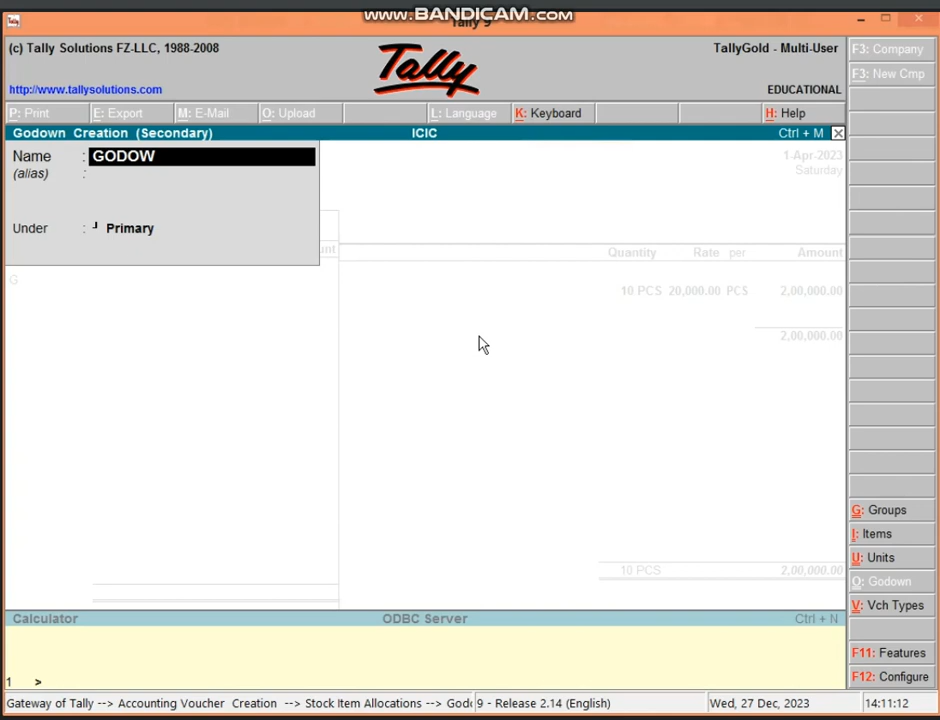 www.BANDICAM.com
Tally 9
(c) Tally Solutions FZ-LLC, 1988-2008
TallyGold - Multi-User
F3: Company
F3: New Cmp
Tally
http://www.tallysolutions.com
EDUCATIONAL
P: Print
E: Export
M: E-Mail
O: Upload
L: Language
K: Keyboard
H: Help
Godown Creation (Secondary)
ICIC
Ctrl + M
Name : GODOW
(alias) :
1-Apr-2023
Saturday
Under : ┘ Primary
Quantity Rate per Amount
G
10 PCS 20,000.00 PCS 2,00,000.00
2,00,000.00
G: Groups
I: Items
U: Units
10 PCS 2,00,000.00
O: Godown
V: Vch Types
Calculator
ODBC Server
Ctrl + N
F11: Features
F12: Configure
1 >
Gateway of Tally --> Accounting Voucher Creation --> Stock Item Allocations --> God
9 - Release 2.14 (English)
Wed, 27 Dec, 2023
14:11:12